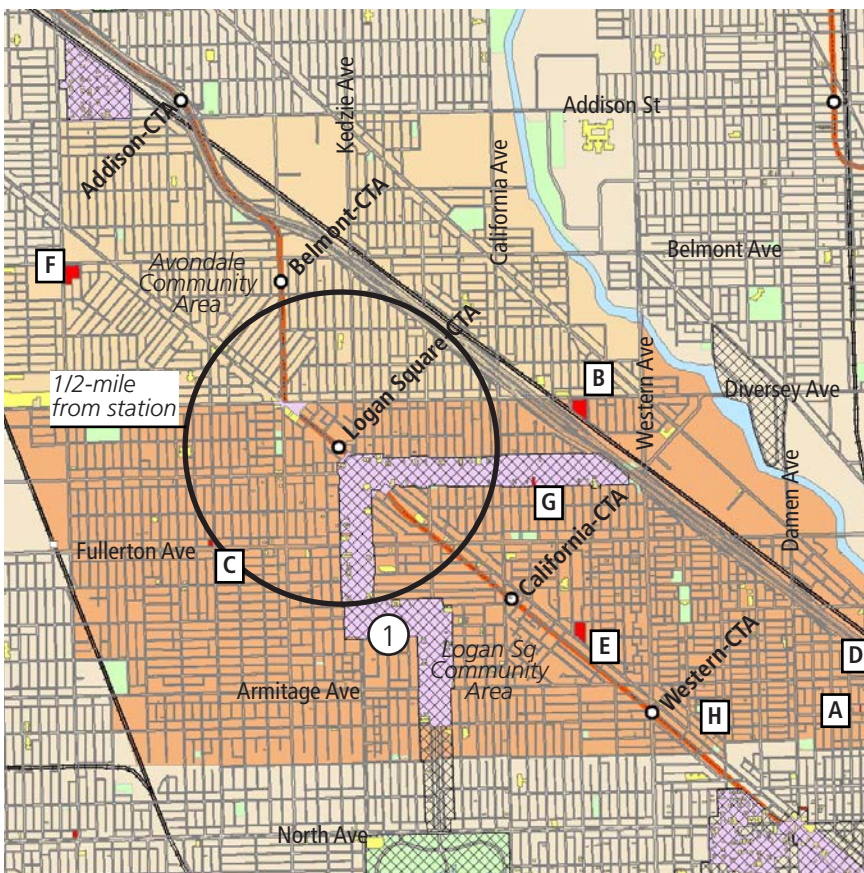 Addison St
Kedzie Ave
Addison-CTA
California Ave
Belmont-CTA
Belmont Ave
F
Avondale
Community
Area
Logan Square-CTA
1/2-mile
from station
B
Western Ave
Diversey Ave
G
Damen Ave
California-CTA
Fullerton Ave
C
1
E
Logan Sq
Community
Area
Western-CTA
D
Armitage Ave
H
A
North Ave